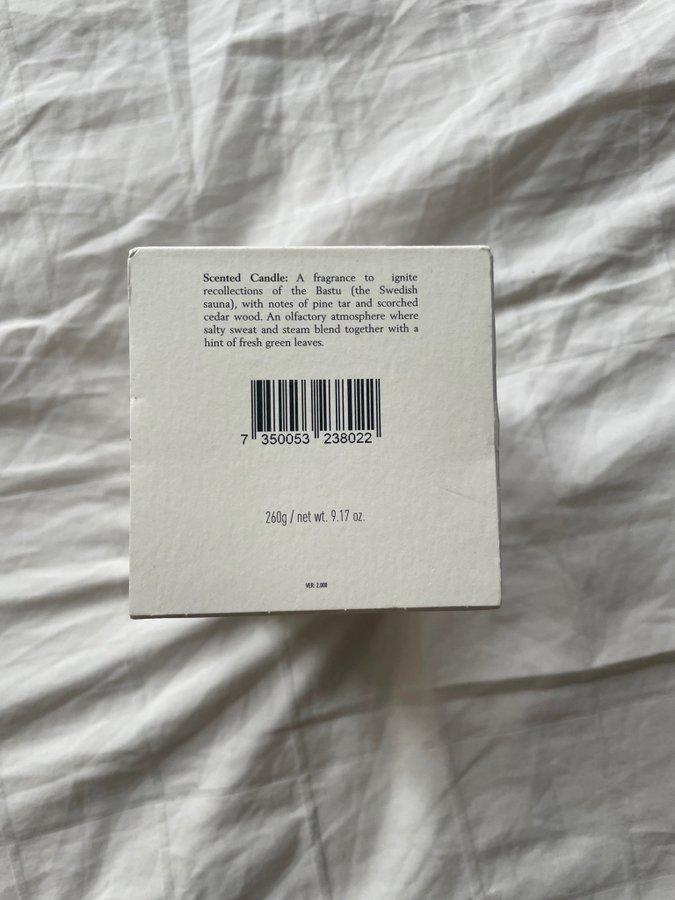 Scented Candle: A fragrance to ignite
recollections of the Bastu (the Swedish
sauna), with notes of pine tar and scorched
cedar wood. An olfactory atmosphere where
salty sweat and steam blend together with a
hint of fresh green leaves.
7 350053 238022
260g / net wt. 9.17 oz.
VER: 2.000